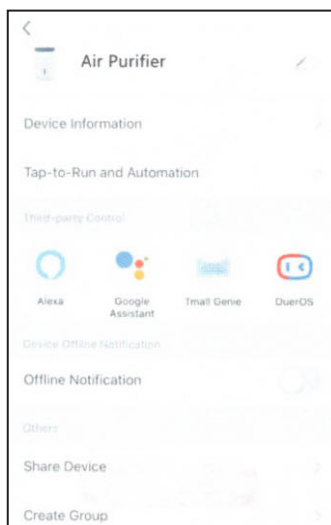 Air Purifier
Device Information
Tap-to-Run and Automation
Third-party Control
Alexa
Google
Assistant
Tmall Genie
DuerOS
Device Offline Notification
Offline Notification
Others
Share Device
Create Group